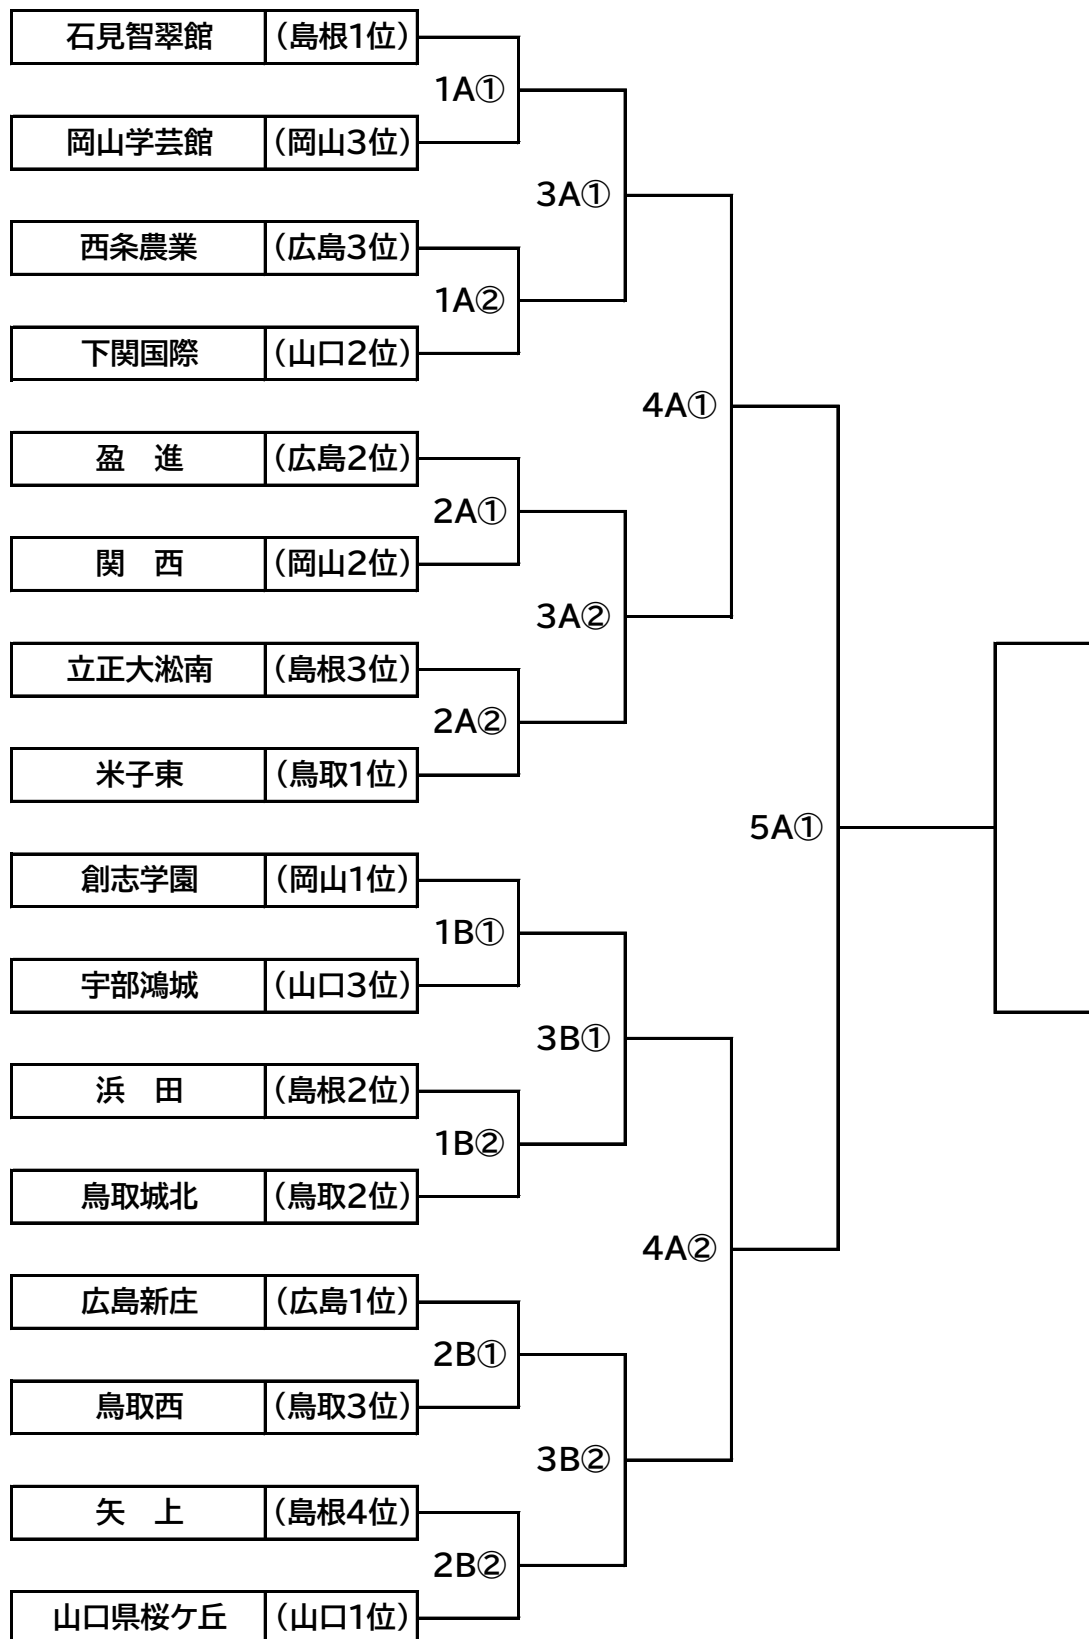 石見智翠館 (島根1位)
1A①
岡山学芸館 (岡山3位)
3A①
西条農業 (広島3位)
1A②
下関国際 (山口2位)
4A①
盈　進 (広島2位)
2A①
関　西 (岡山2位)
3A②
立正大淞南 (島根3位)
2A②
米子東 (鳥取1位)
5A①
創志学園 (岡山1位)
1B①
宇部鴻城 (山口3位)
3B①
浜　田 (島根2位)
1B②
鳥取城北 (鳥取2位)
4A②
広島新庄 (広島1位)
2B①
鳥取西 (鳥取3位)
3B②
矢　上 (島根4位)
2B②
山口県桜ケ丘 (山口1位)